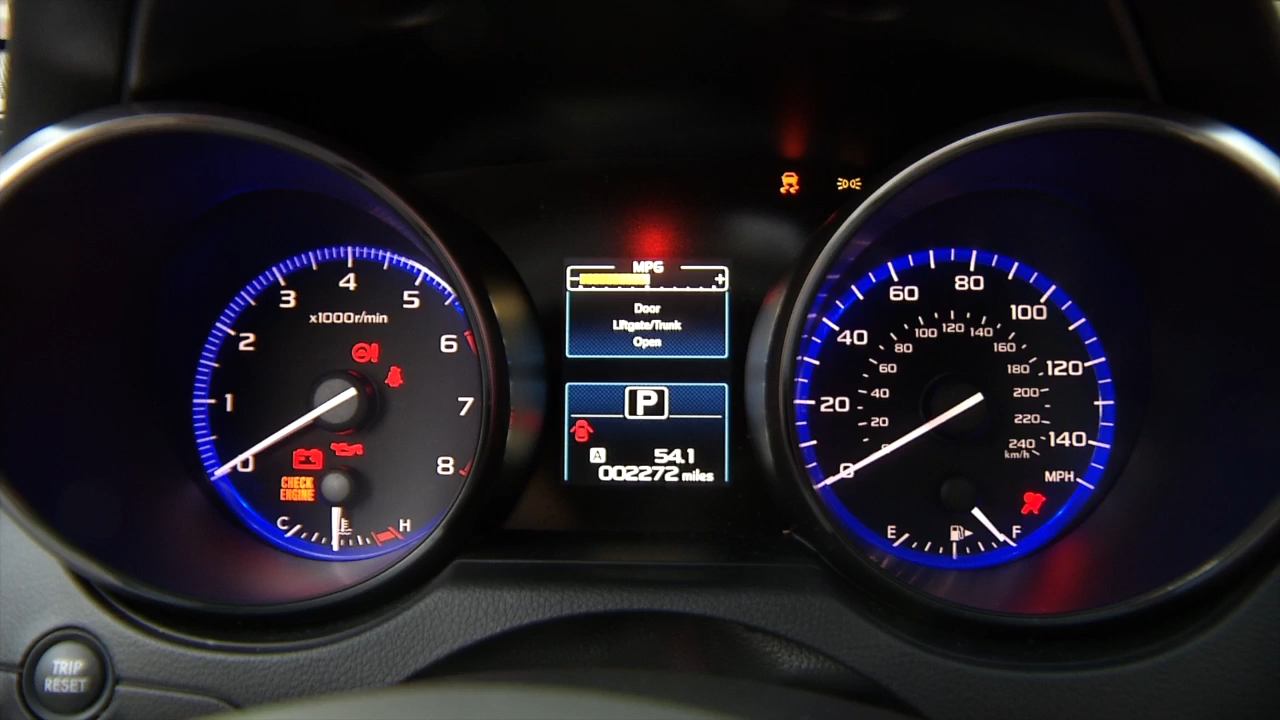 x1000r/min
0
1
2
3
4
5
6
7
8
CHECK
ENGINE
C
H
TRIP
RESET
MPG
- +
Door
Liftgate/Trunk
Open
P
A 54.1
002272 miles
0
20
40
60
80
100
120
140
MPH
0
20
40
60
80
100
120
140
160
180
200
220
240
km/h
E
F